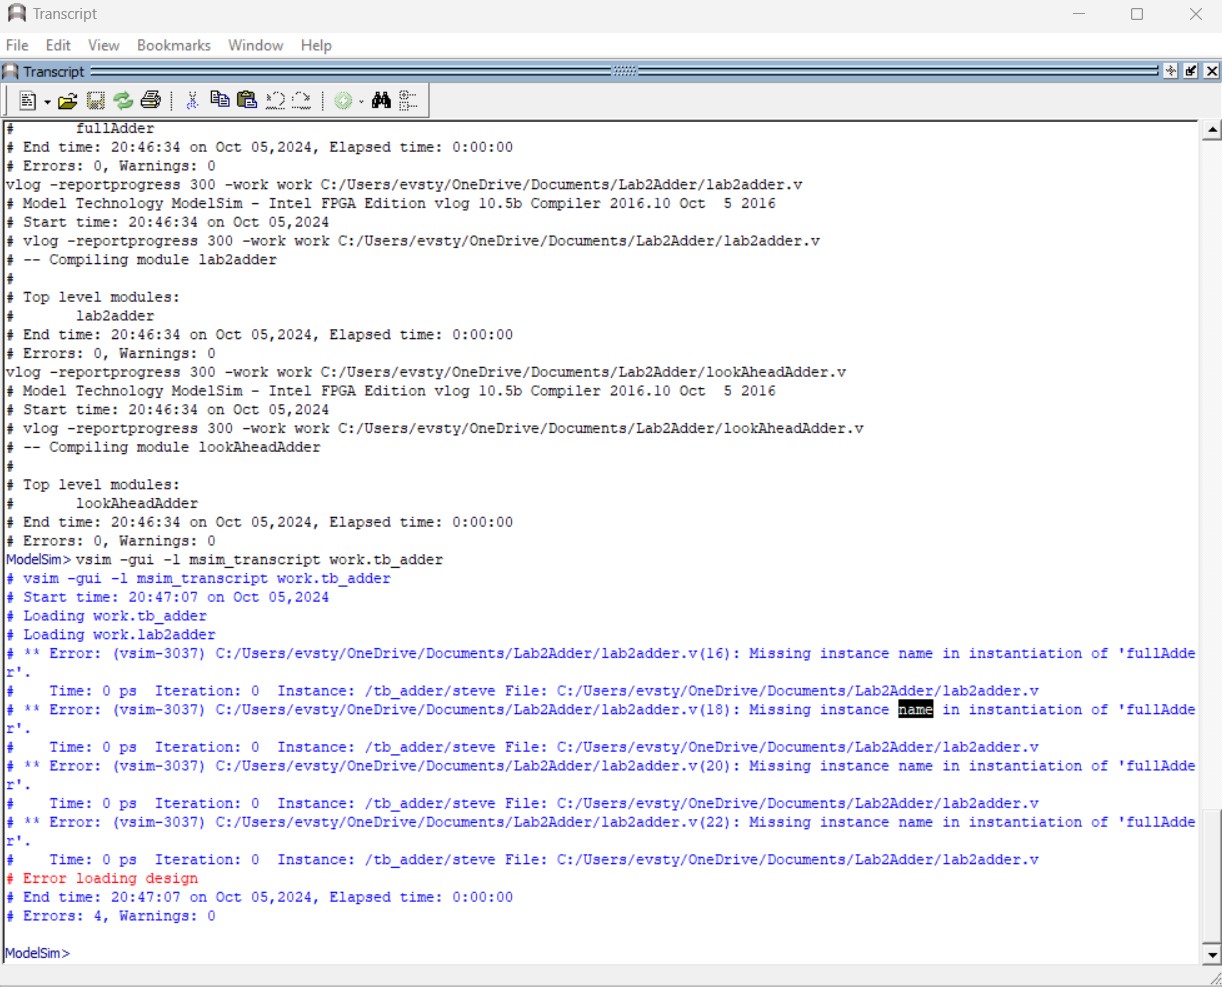 Transcript
File Edit View Bookmarks Window Help
Transcript
#        fullAdder
# End time: 20:46:34 on Oct 05,2024, Elapsed time: 0:00:00
# Errors: 0, Warnings: 0
vlog -reportprogress 300 -work work C:/Users/evsty/OneDrive/Documents/Lab2Adder/lab2adder.v
# Model Technology ModelSim - Intel FPGA Edition vlog 10.5b Compiler 2016.10 Oct  5 2016
# Start time: 20:46:34 on Oct 05,2024
# vlog -reportprogress 300 -work work C:/Users/evsty/OneDrive/Documents/Lab2Adder/lab2adder.v
# -- Compiling module lab2adder
#
# Top level modules:
#        lab2adder
# End time: 20:46:34 on Oct 05,2024, Elapsed time: 0:00:00
# Errors: 0, Warnings: 0
vlog -reportprogress 300 -work work C:/Users/evsty/OneDrive/Documents/Lab2Adder/lookAheadAdder.v
# Model Technology ModelSim - Intel FPGA Edition vlog 10.5b Compiler 2016.10 Oct  5 2016
# Start time: 20:46:34 on Oct 05,2024
# vlog -reportprogress 300 -work work C:/Users/evsty/OneDrive/Documents/Lab2Adder/lookAheadAdder.v
# -- Compiling module lookAheadAdder
#
# Top level modules:
#        lookAheadAdder
# End time: 20:46:34 on Oct 05,2024, Elapsed time: 0:00:00
# Errors: 0, Warnings: 0
ModelSim> vsim -gui -l msim_transcript work.tb_adder
# vsim -gui -l msim_transcript work.tb_adder
# Start time: 20:47:07 on Oct 05,2024
# Loading work.tb_adder
# Loading work.lab2adder
# ** Error: (vsim-3037) C:/Users/evsty/OneDrive/Documents/Lab2Adder/lab2adder.v(16): Missing instance name in instantiation of 'fullAdde
r'.
#    Time: 0 ps  Iteration: 0  Instance: /tb_adder/steve File: C:/Users/evsty/OneDrive/Documents/Lab2Adder/lab2adder.v
# ** Error: (vsim-3037) C:/Users/evsty/OneDrive/Documents/Lab2Adder/lab2adder.v(18): Missing instance name in instantiation of 'fullAdde
r'.
#    Time: 0 ps  Iteration: 0  Instance: /tb_adder/steve File: C:/Users/evsty/OneDrive/Documents/Lab2Adder/lab2adder.v
# ** Error: (vsim-3037) C:/Users/evsty/OneDrive/Documents/Lab2Adder/lab2adder.v(20): Missing instance name in instantiation of 'fullAdde
r'.
#    Time: 0 ps  Iteration: 0  Instance: /tb_adder/steve File: C:/Users/evsty/OneDrive/Documents/Lab2Adder/lab2adder.v
# ** Error: (vsim-3037) C:/Users/evsty/OneDrive/Documents/Lab2Adder/lab2adder.v(22): Missing instance name in instantiation of 'fullAdde
r'.
#    Time: 0 ps  Iteration: 0  Instance: /tb_adder/steve File: C:/Users/evsty/OneDrive/Documents/Lab2Adder/lab2adder.v
# Error loading design
# End time: 20:47:07 on Oct 05,2024, Elapsed time: 0:00:00
# Errors: 4, Warnings: 0
ModelSim>